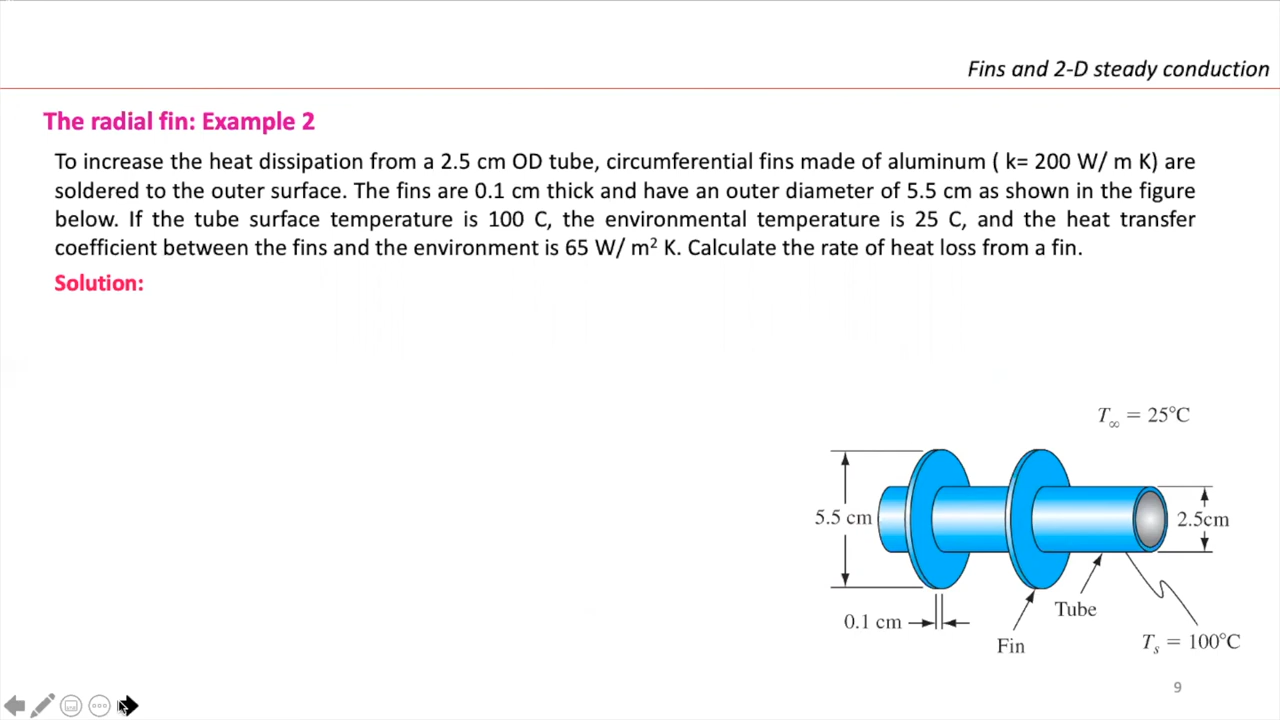 Fins and 2-D steady conduction
The radial fin: Example 2
To increase the heat dissipation from a 2.5 cm OD tube, circumferential fins made of aluminum ( k= 200 W/ m K) are
soldered to the outer surface. The fins are 0.1 cm thick and have an outer diameter of 5.5 cm as shown in the figure
below. If the tube surface temperature is 100 C, the environmental temperature is 25 C, and the heat transfer
coefficient between the fins and the environment is 65 W/ m² K. Calculate the rate of heat loss from a fin.
Solution:
T∞ = 25°C
5.5 cm
2.5cm
0.1 cm
Tube
Fin
Tₛ = 100°C
9